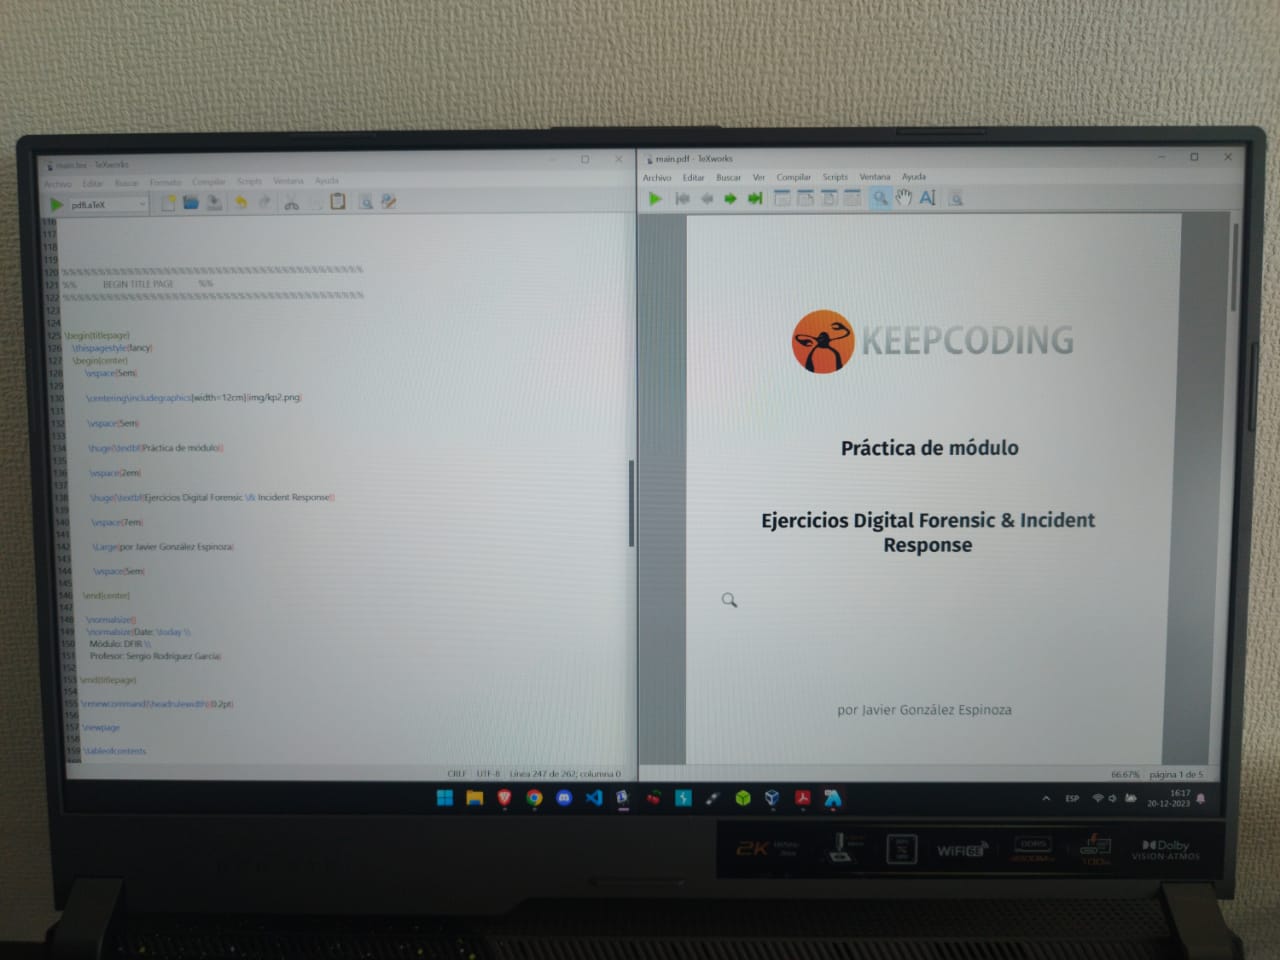 main.tex - TeXworks
Archivo Editar Buscar Formato Compilar Scripts Ventana Ayuda
pdfLaTeX
116
117
118
119
120 %%%%%%%%%%%%%%%%%%%%%%%%%%%%%%%%%%%%%%%%
121 %% BEGIN TITLE PAGE %%
122 %%%%%%%%%%%%%%%%%%%%%%%%%%%%%%%%%%%%%%%%
123
124
125 \begin{titlepage}
126 \thispagestyle{fancy}
127 \begin{center}
128 \vspace{5em}
129
130 \centering\includegraphics[width=12cm]{img/kp2.png}
131
132 \vspace{5em}
133
134 \huge{\textbf{Práctica de módulo}}
135
136 \vspace{2em}
137
138 \huge{\textbf{Ejercicios Digital Forensic \& Incident Response}}
139
140 \vspace{7em}
141
142 \Large{por Javier González Espinoza}
143
144 \vspace{5em}
145
146 \end{center}
147
148 \normalsize{}
149 \normalsize{Date: \today \\
150 Módulo: DFIR \\
151 Profesor: Sergio Rodríguez García}
152
153 \end{titlepage}
154
155 \renewcommand{\headrulewidth}{0.2pt}
156
157 \newpage
158
159 \tableofcontents
CRLF UTF-8 Línea 247 de 262; columna 0
main.pdf - TeXworks
Archivo Editar Buscar Ver Compilar Scripts Ventana Ayuda
KEEPCODING
Práctica de módulo
Ejercicios Digital Forensic & Incident
Response
por Javier González Espinoza
66.67% página 1 de 5
ESP
16:17
20-12-2023
2K
WiFi6E
DDR5
100
Dolby
VISION·ATMOS